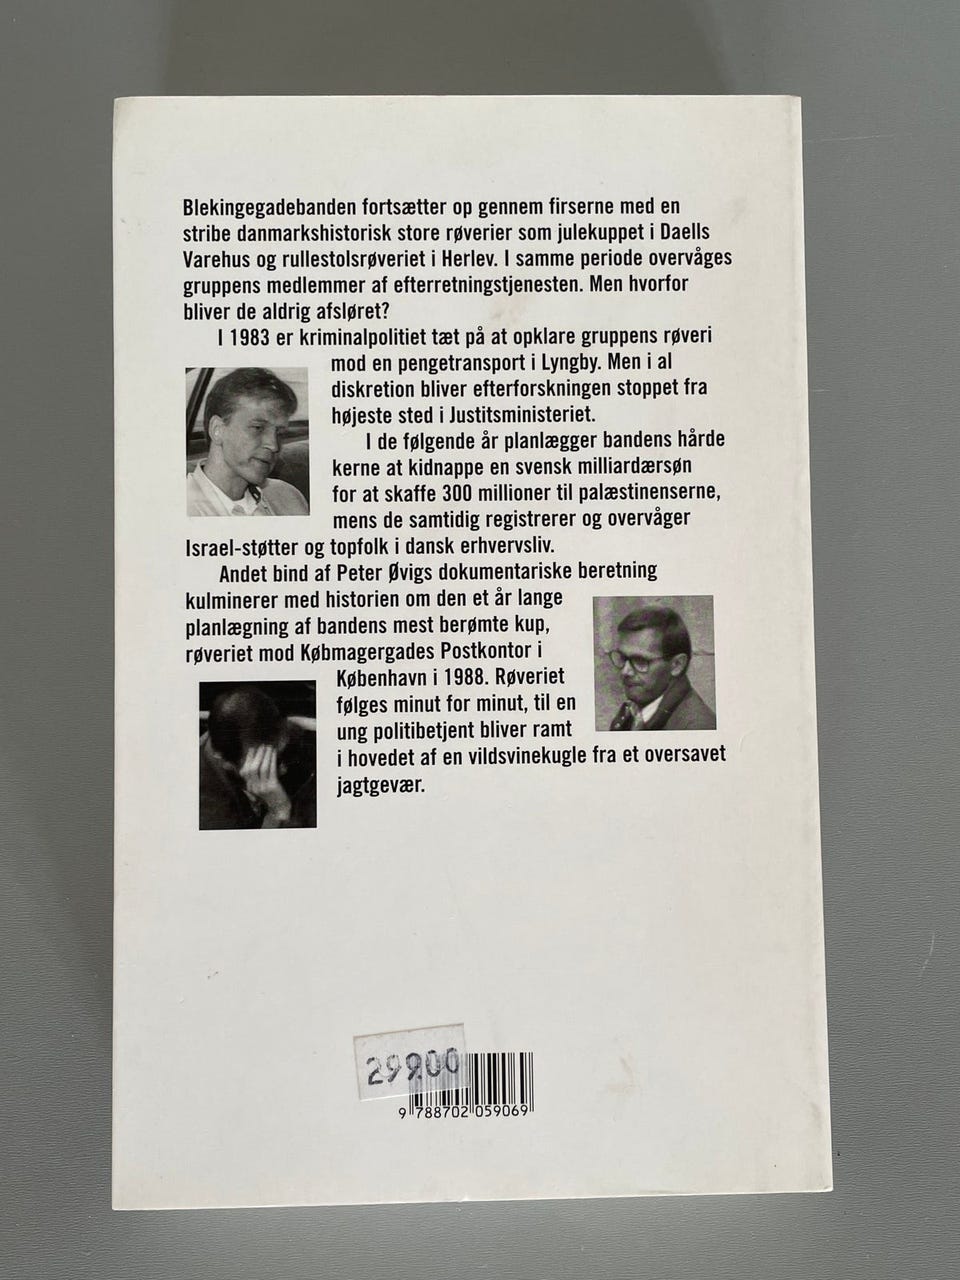 Blekingegadebanden fortsætter op gennem firserne med en
stribe danmarkshistorisk store røverier som julekuppet i Daells
Varehus og rullestolsrøveriet i Herlev. I samme periode overvåges
gruppens medlemmer af efterretningstjenesten. Men hvorfor
bliver de aldrig afsløret?
I 1983 er kriminalpolitiet tæt på at opklare gruppens røveri
mod en pengetransport i Lyngby. Men i al
diskretion bliver efterforskningen stoppet fra
højeste sted i Justitsministeriet.
I de følgende år planlægger bandens hårde
kerne at kidnappe en svensk milliardærsøn
for at skaffe 300 millioner til palæstinenserne,
mens de samtidig registrerer og overvåger
Israel-støtter og topfolk i dansk erhvervsliv.
Andet bind af Peter Øvigs dokumentariske beretning
kulminerer med historien om den et år lange
planlægning af bandens mest berømte kup,
røveriet mod Købmagergades Postkontor i
København i 1988. Røveriet
følges minut for minut, til en
ung politibetjent bliver ramt
i hovedet af en vildsvinekugle fra et oversavet
jagtgevær.
299.00
9 788702 059069